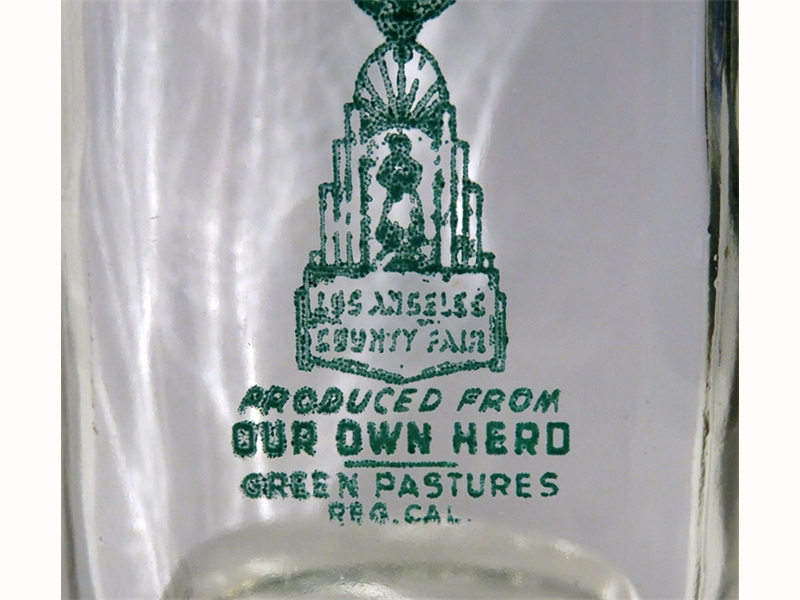 LOS ANGELES
COUNTY FAIR
PRODUCED FROM
OUR OWN HERD
GREEN PASTURES
REG. CAL.